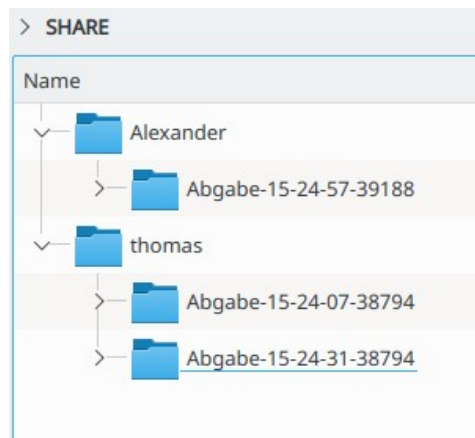 SHARE
Name
Alexander
Abgabe-15-24-57-39188
thomas
Abgabe-15-24-07-38794
Abgabe-15-24-31-38794